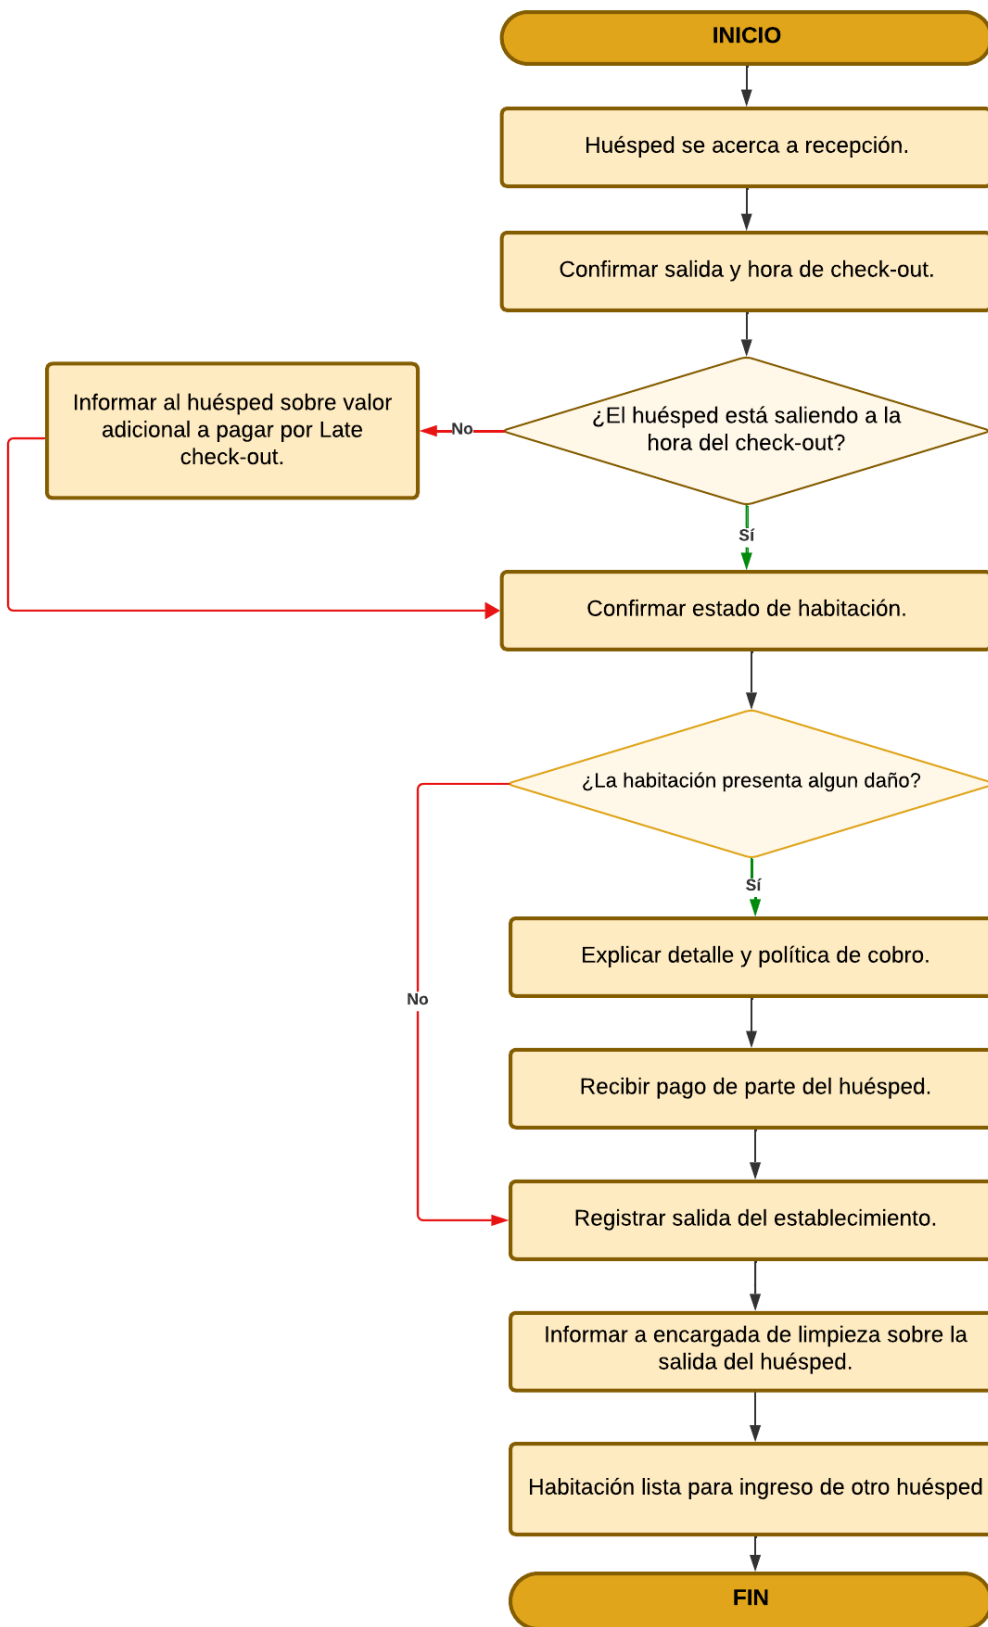 INICIO
Huésped se acerca a recepción.
Confirmar salida y hora de check-out.
¿El huésped está saliendo a la
hora del check-out?
No
Informar al huésped sobre valor
adicional a pagar por Late
check-out.
Sí
Confirmar estado de habitación.
¿La habitación presenta algun daño?
Sí
Explicar detalle y política de cobro.
No
Recibir pago de parte del huésped.
Registrar salida del establecimiento.
Informar a encargada de limpieza sobre la
salida del huésped.
Habitación lista para ingreso de otro huésped
FIN